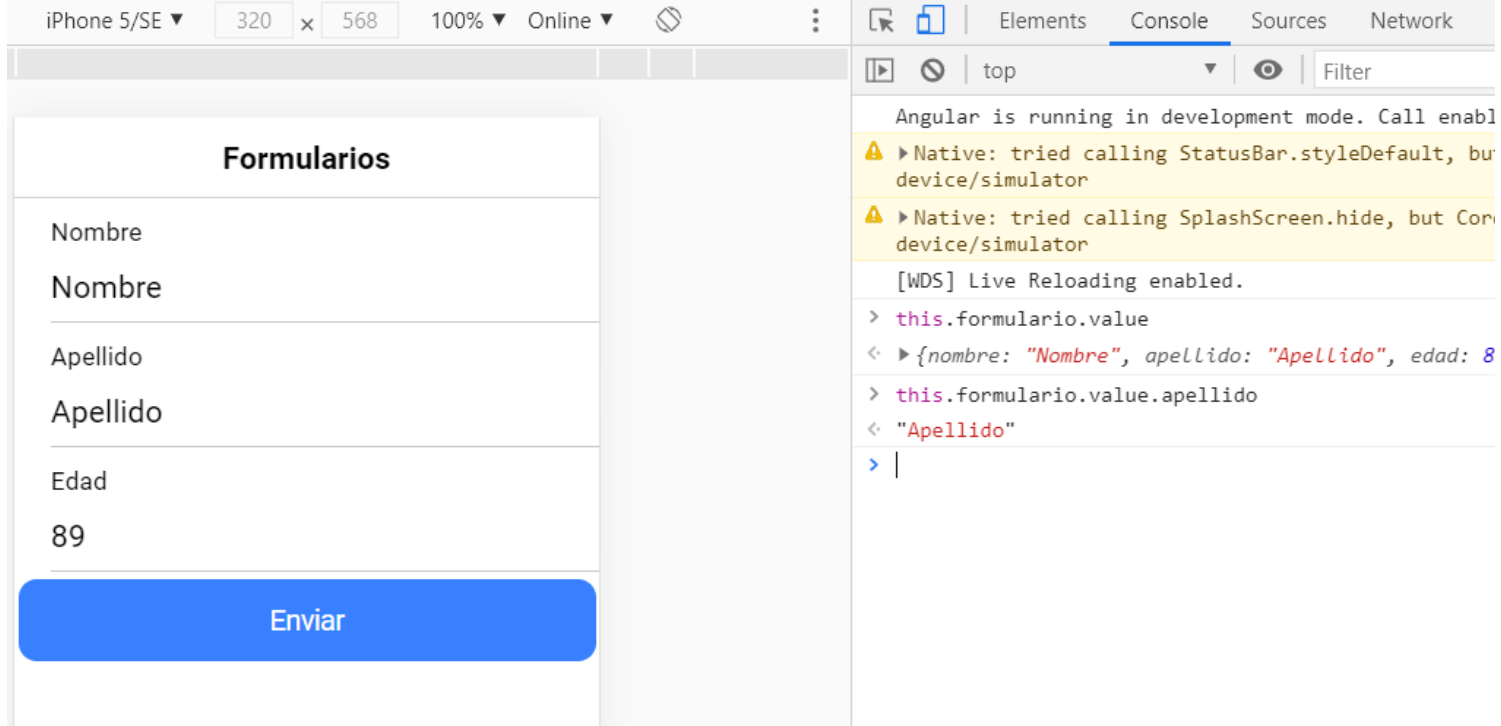 iPhone 5/SE ▼ 320 × 568 100% ▼ Online ▼
Formularios
Nombre
Nombre
Apellido
Apellido
Edad
89
Enviar
Elements Console Sources Network
top ▼ Filter
Angular is running in development mode. Call
Native: tried calling StatusBar.styleDefault,
device/simulator
Native: tried calling SplashScreen.hide, but
device/simulator
[WDS] Live Reloading enabled.
> this.formulario.value
{nombre: "Nombre", apellido: "Apellido", edad: 8
> this.formulario.value.apellido
"Apellido"
>